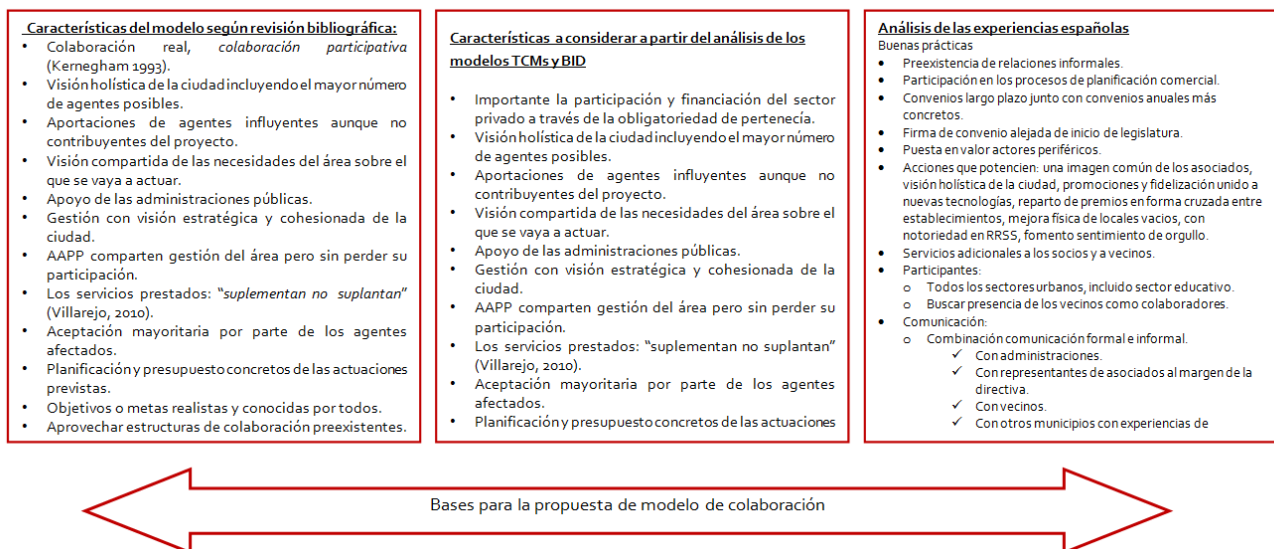 Características del modelo según revisión bibliográfica:
• Colaboración real, colaboración participativa
(Kernegham 1993).
• Visión holística de la ciudad incluyendo el mayor número
de agentes posibles.
• Aportaciones de agentes influyentes aunque no
contribuyentes del proyecto.
• Visión compartida de las necesidades del área sobre el
que se vaya a actuar.
• Apoyo de las administraciones públicas.
• Gestión con visión estratégica y cohesionada de la
ciudad.
• AAPP comparten gestión del área pero sin perder su
participación.
• Los servicios prestados: “suplementan no suplantan”
(Villarejo, 2010).
• Aceptación mayoritaria por parte de los agentes
afectados.
• Planificación y presupuesto concretos de las actuaciones
previstas.
• Objetivos o metas realistas y conocidas por todos.
• Aprovechar estructuras de colaboración preexistentes.
Características a considerar a partir del análisis de los
modelos TCMs y BID
• Importante la participación y financiación del sector
privado a través de la obligatoriedad de pertenecía.
• Visión holística de la ciudad incluyendo el mayor número
de agentes posibles.
• Aportaciones de agentes influyentes aunque no
contribuyentes del proyecto.
• Visión compartida de las necesidades del área sobre el
que se vaya a actuar.
• Apoyo de las administraciones públicas.
• Gestión con visión estratégica y cohesionada de la
ciudad.
• AAPP comparten gestión del área pero sin perder su
participación.
• Los servicios prestados: “suplementan no suplantan”
(Villarejo, 2010).
• Aceptación mayoritaria por parte de los agentes
afectados.
• Planificación y presupuesto concretos de las actuaciones
Análisis de las experiencias españolas
Buenas prácticas
• Preexistencia de relaciones informales.
• Participación en los procesos de planificación comercial.
• Convenios largo plazo junto con convenios anuales más
concretos.
• Firma de convenio alejada de inicio de legislatura.
• Puesta en valor actores periféricos.
• Acciones que potencien: una imagen común de los asociados,
visión holística de la ciudad, promociones y fidelización unido a
nuevas tecnologías, reparto de premios en forma cruzada entre
establecimientos, mejora física de locales vacios, con
notoriedad en RRSS, fomento sentimiento de orgullo.
• Servicios adicionales a los socios y a vecinos.
• Participantes:
o Todos los sectores urbanos, incluido sector educativo.
o Buscar presencia de los vecinos como colaboradores.
• Comunicación:
o Combinación comunicación formal e informal.
✓ Con administraciones.
✓ Con representantes de asociados al margen de la
directiva.
✓ Con vecinos.
✓ Con otros municipios con experiencias de
Bases para la propuesta de modelo de colaboración